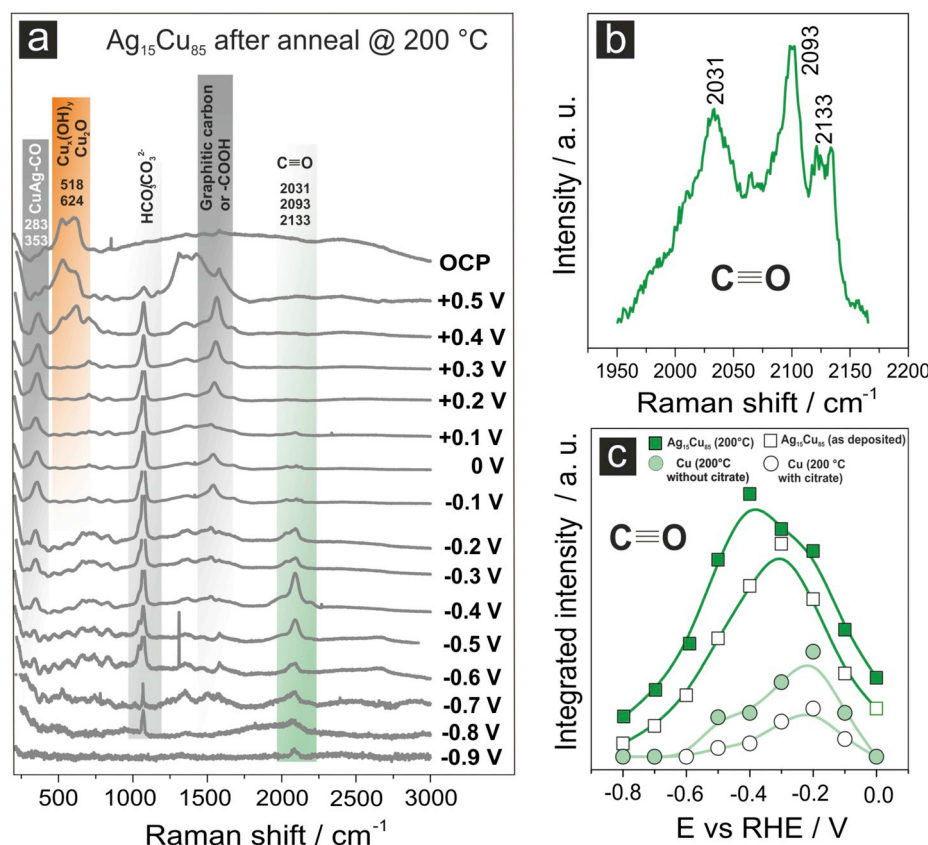 a
Ag₁₅Cu₈₅ after anneal @ 200 °C
CuAg-CO
283
353
Cuₓ(OH)ᵧ
Cu₂O
518
624
HCO₃⁻/CO₃²⁻
Graphitic carbon
or -COOH
C≡O
2031
2093
2133
OCP
+0.5 V
+0.4 V
+0.3 V
+0.2 V
+0.1 V
0 V
-0.1 V
-0.2 V
-0.3 V
-0.4 V
-0.5 V
-0.6 V
-0.7 V
-0.8 V
-0.9 V
500 1000 1500 2000 2500 3000
Raman shift / cm⁻¹
b
2031
2093
2133
C≡O
Intensity / a. u.
1950 2000 2050 2100 2150 2200
Raman shift / cm⁻¹
c
Ag₁₅Cu₈₅ (200°C)
Ag₁₅Cu₈₅ (as deposited)
Cu (200°C
without citrate)
Cu (200 °C
with citrate)
C≡O
Integrated intensity / a. u.
-0.8 -0.6 -0.4 -0.2 0.0
E vs RHE / V